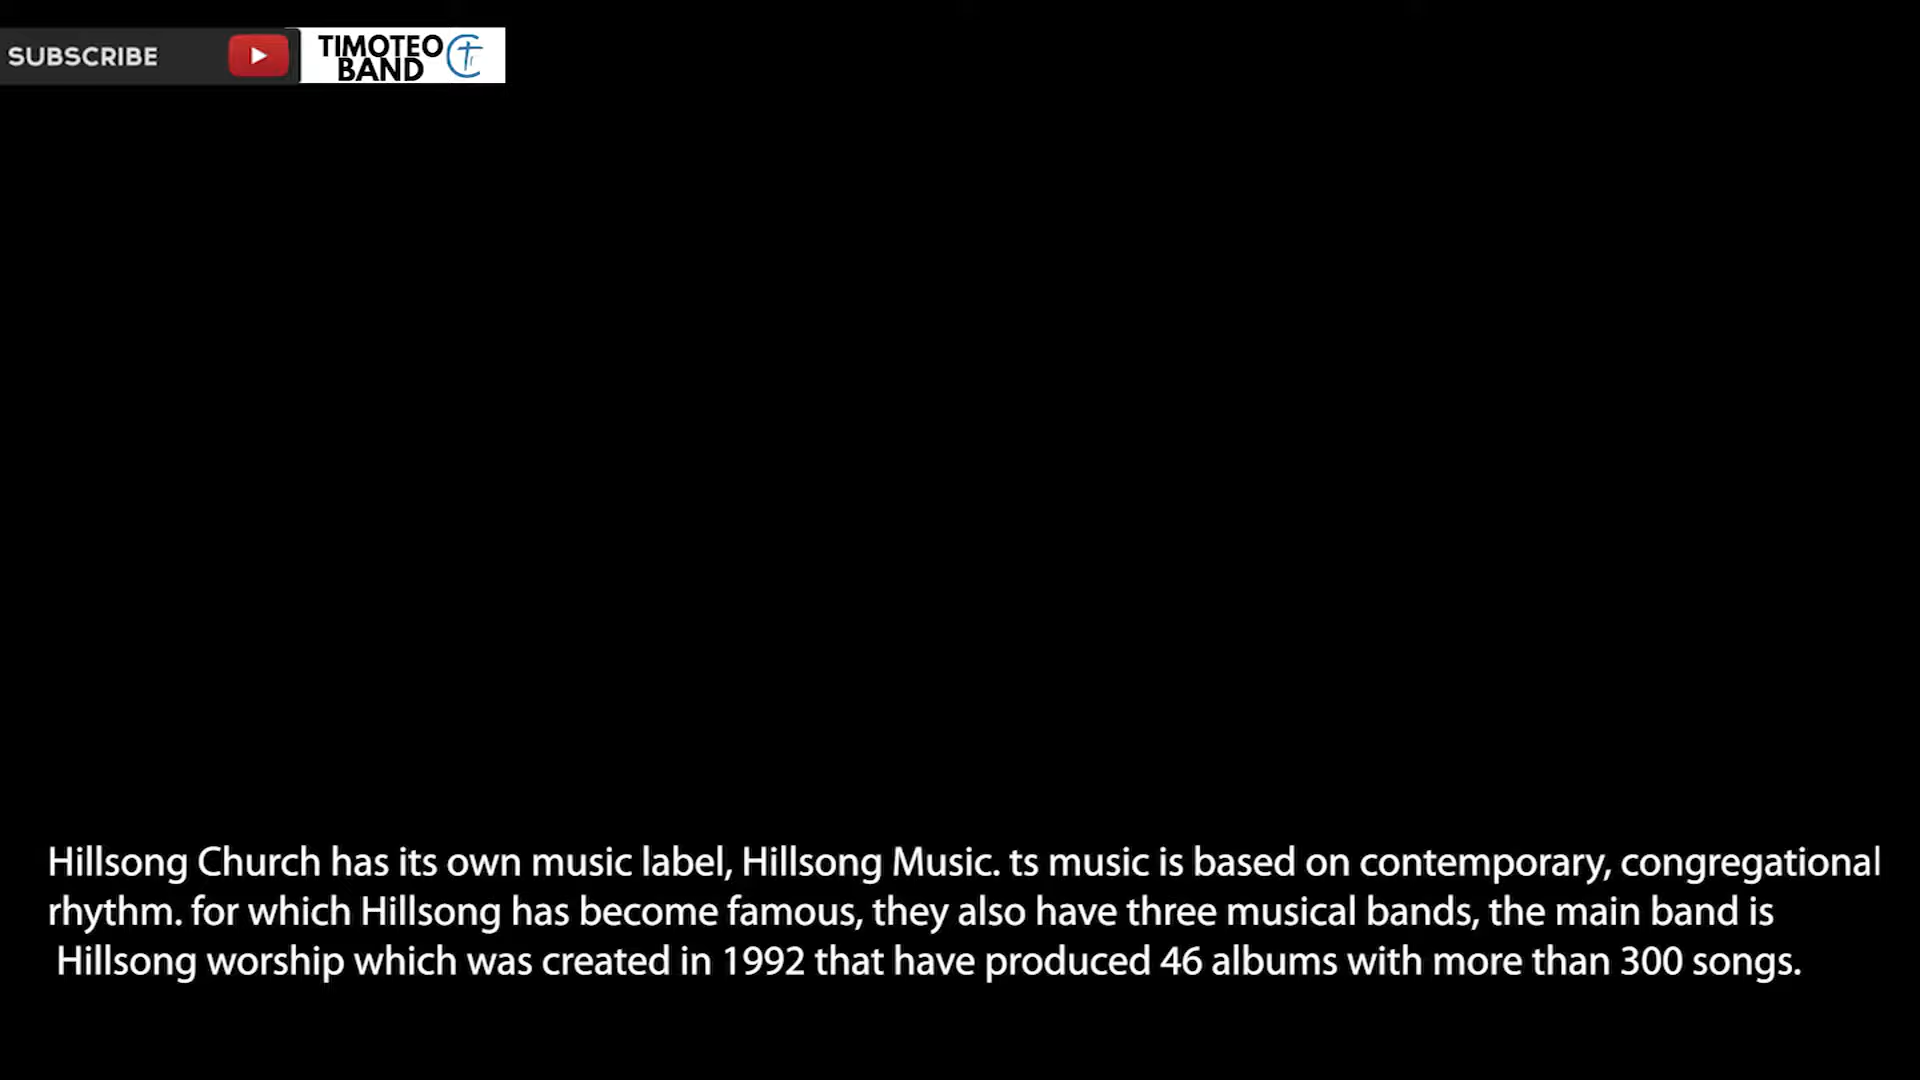 SUBSCRIBE
TIMOTEO
BAND
Hillsong Church has its own music label, Hillsong Music. ts music is based on contemporary, congregational
rhythm. for which Hillsong has become famous, they also have three musical bands, the main band is
Hillsong worship which was created in 1992 that have produced 46 albums with more than 300 songs.